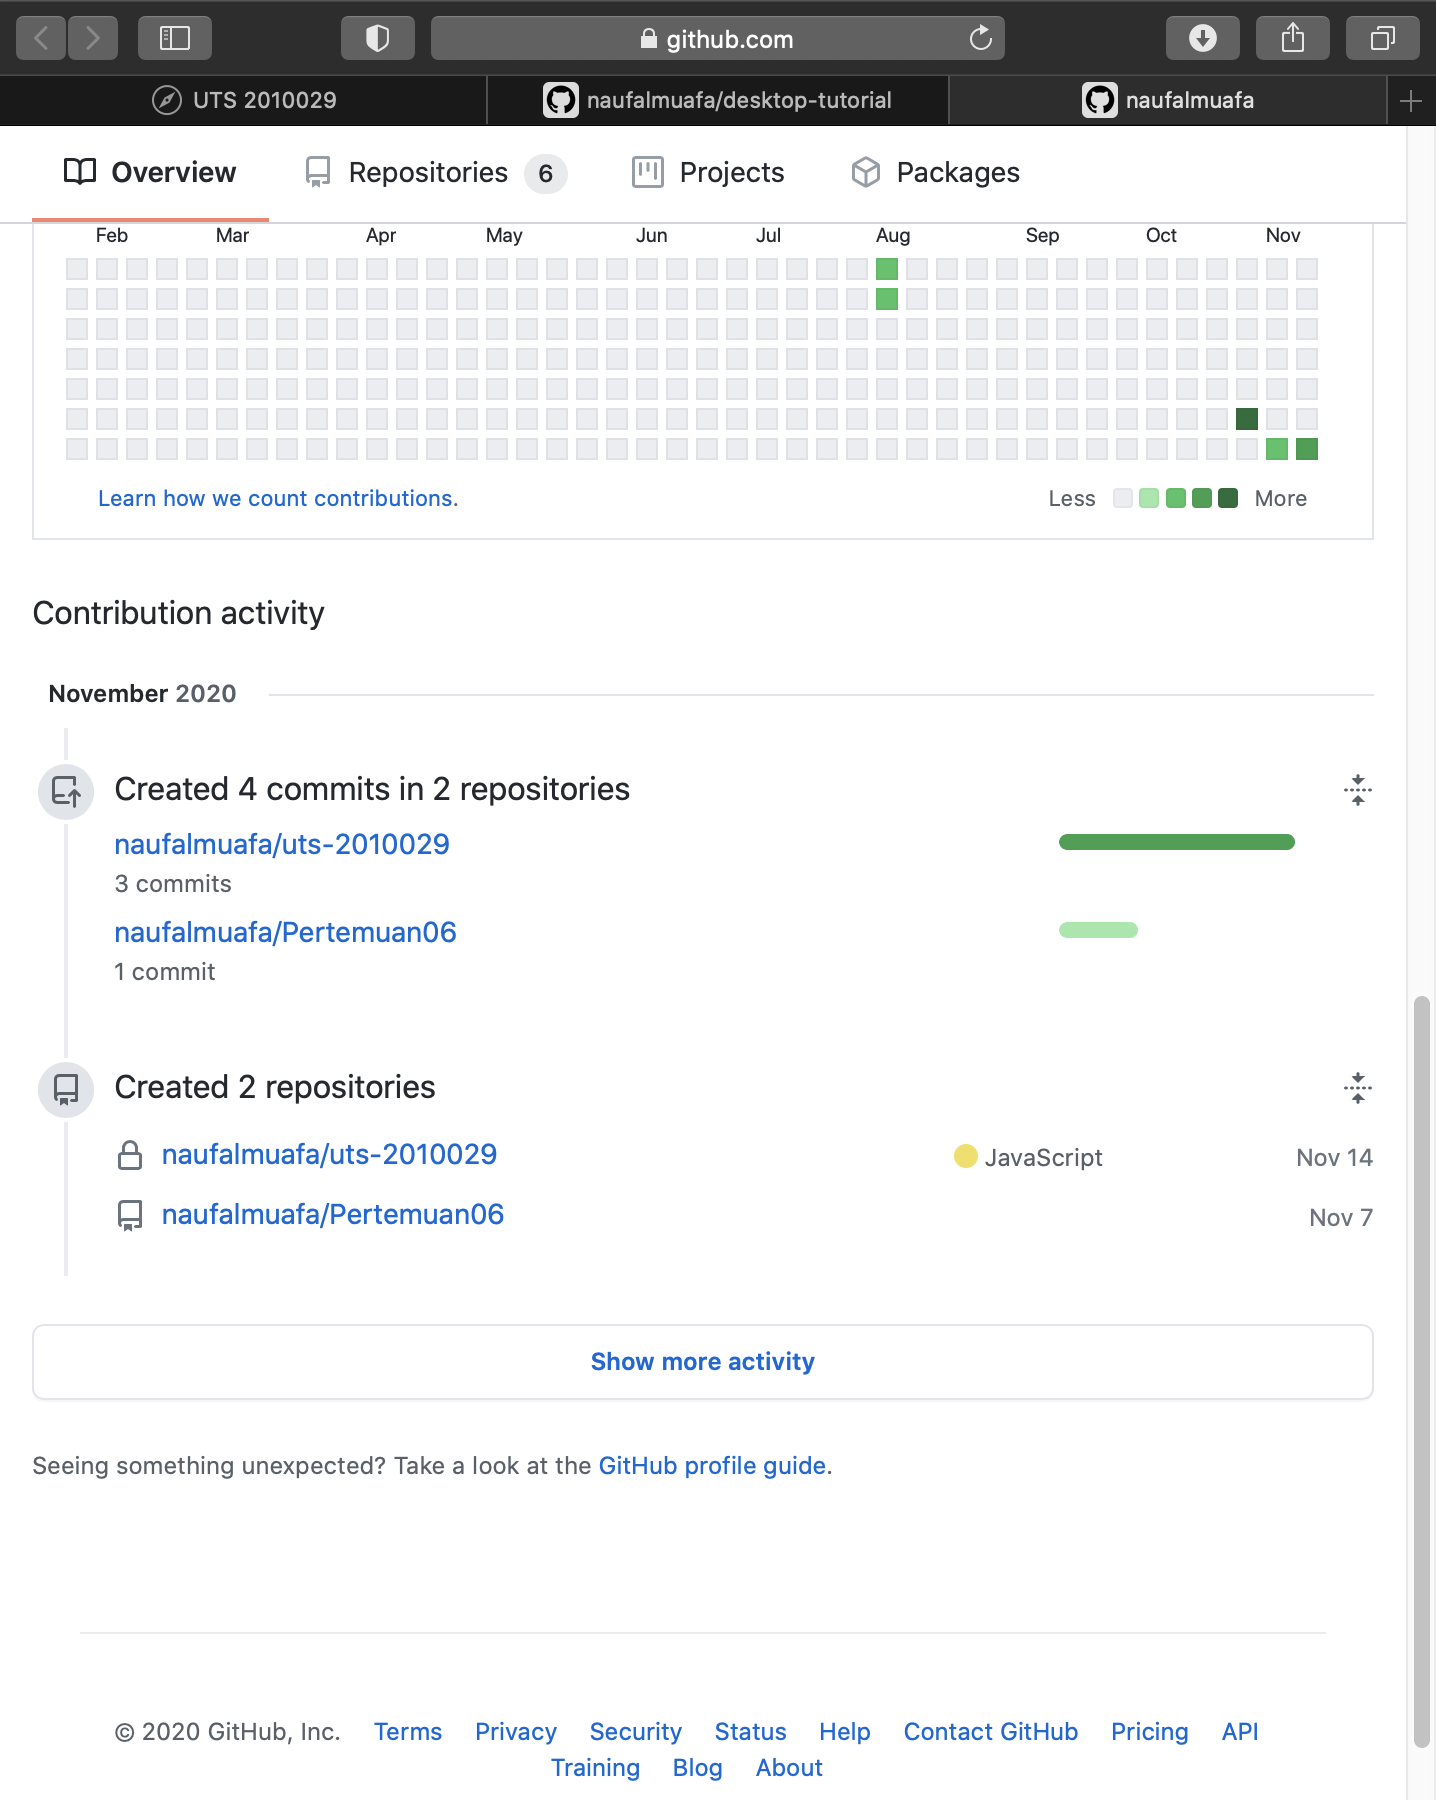 github.com
UTS 2010029 naufalmuafa/desktop-tutorial naufalmuafa
Overview Repositories 6 Projects Packages
Feb Mar Apr May Jun Jul Aug Sep Oct Nov
Learn how we count contributions. Less More
Contribution activity
November 2020
Created 4 commits in 2 repositories
naufalmuafa/uts-2010029
3 commits
naufalmuafa/Pertemuan06
1 commit
Created 2 repositories
naufalmuafa/uts-2010029 JavaScript Nov 14
naufalmuafa/Pertemuan06 Nov 7
Show more activity
Seeing something unexpected? Take a look at the GitHub profile guide.
© 2020 GitHub, Inc. Terms Privacy Security Status Help Contact GitHub Pricing API
Training Blog About